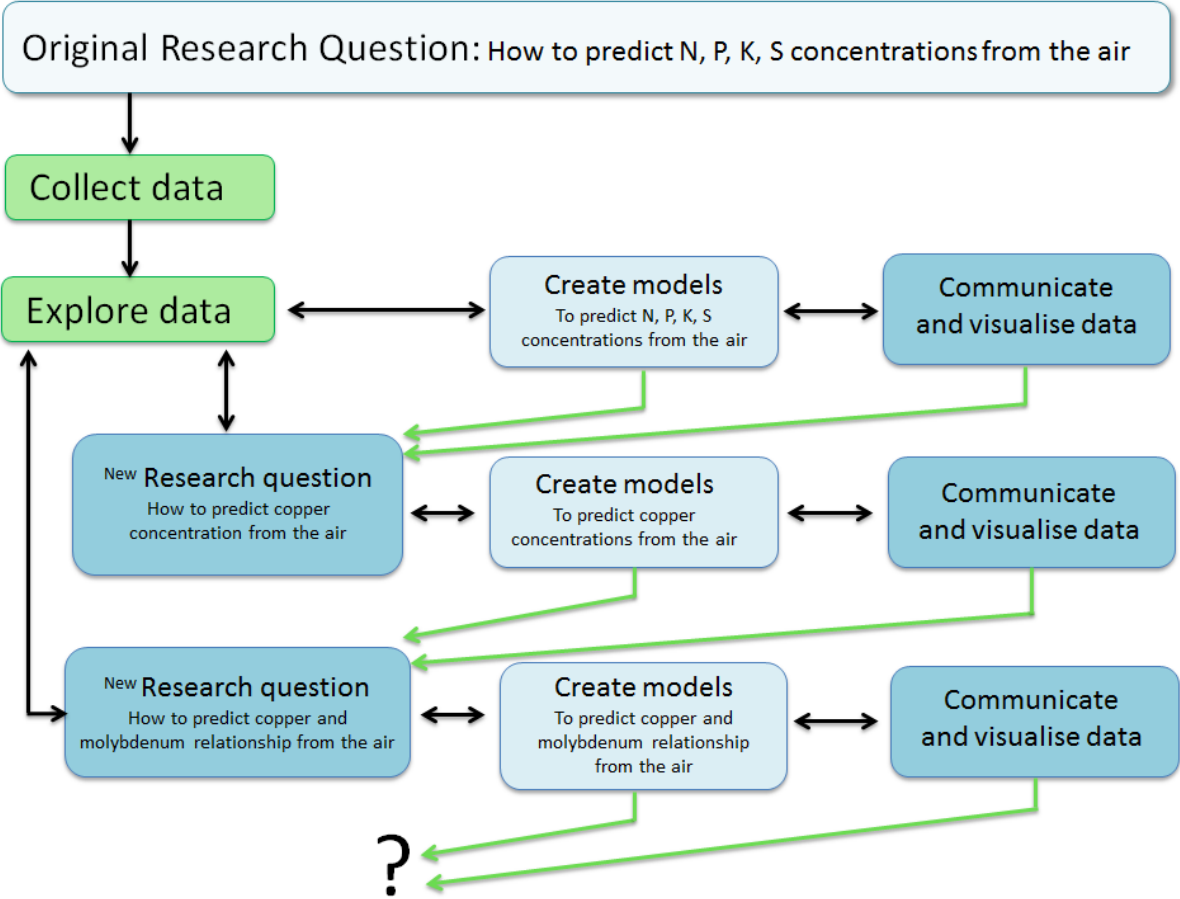 Original Research Question: How to predict N, P, K, S concentrations from the air
Collect data
Explore data
Create models
To predict N, P, K, S
concentrations from the air
Communicate
and visualise data
New Research question
How to predict copper
concentration from the air
Create models
To predict copper
concentrations from the air
Communicate
and visualise data
New Research question
How to predict copper and
molybdenum relationship from the air
Create models
To predict copper and
molybdenum relationship
from the air
Communicate
and visualise data
?